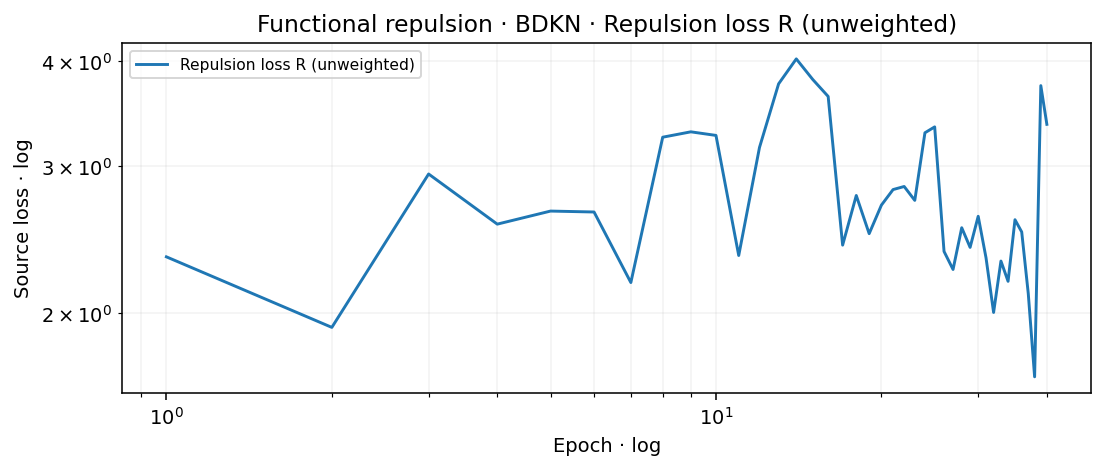 Functional repulsion · BDKN · Repulsion loss R (unweighted)
Repulsion loss R (unweighted)
4 × 10⁰
3 × 10⁰
2 × 10⁰
Source loss · log
10⁰
10¹
Epoch · log